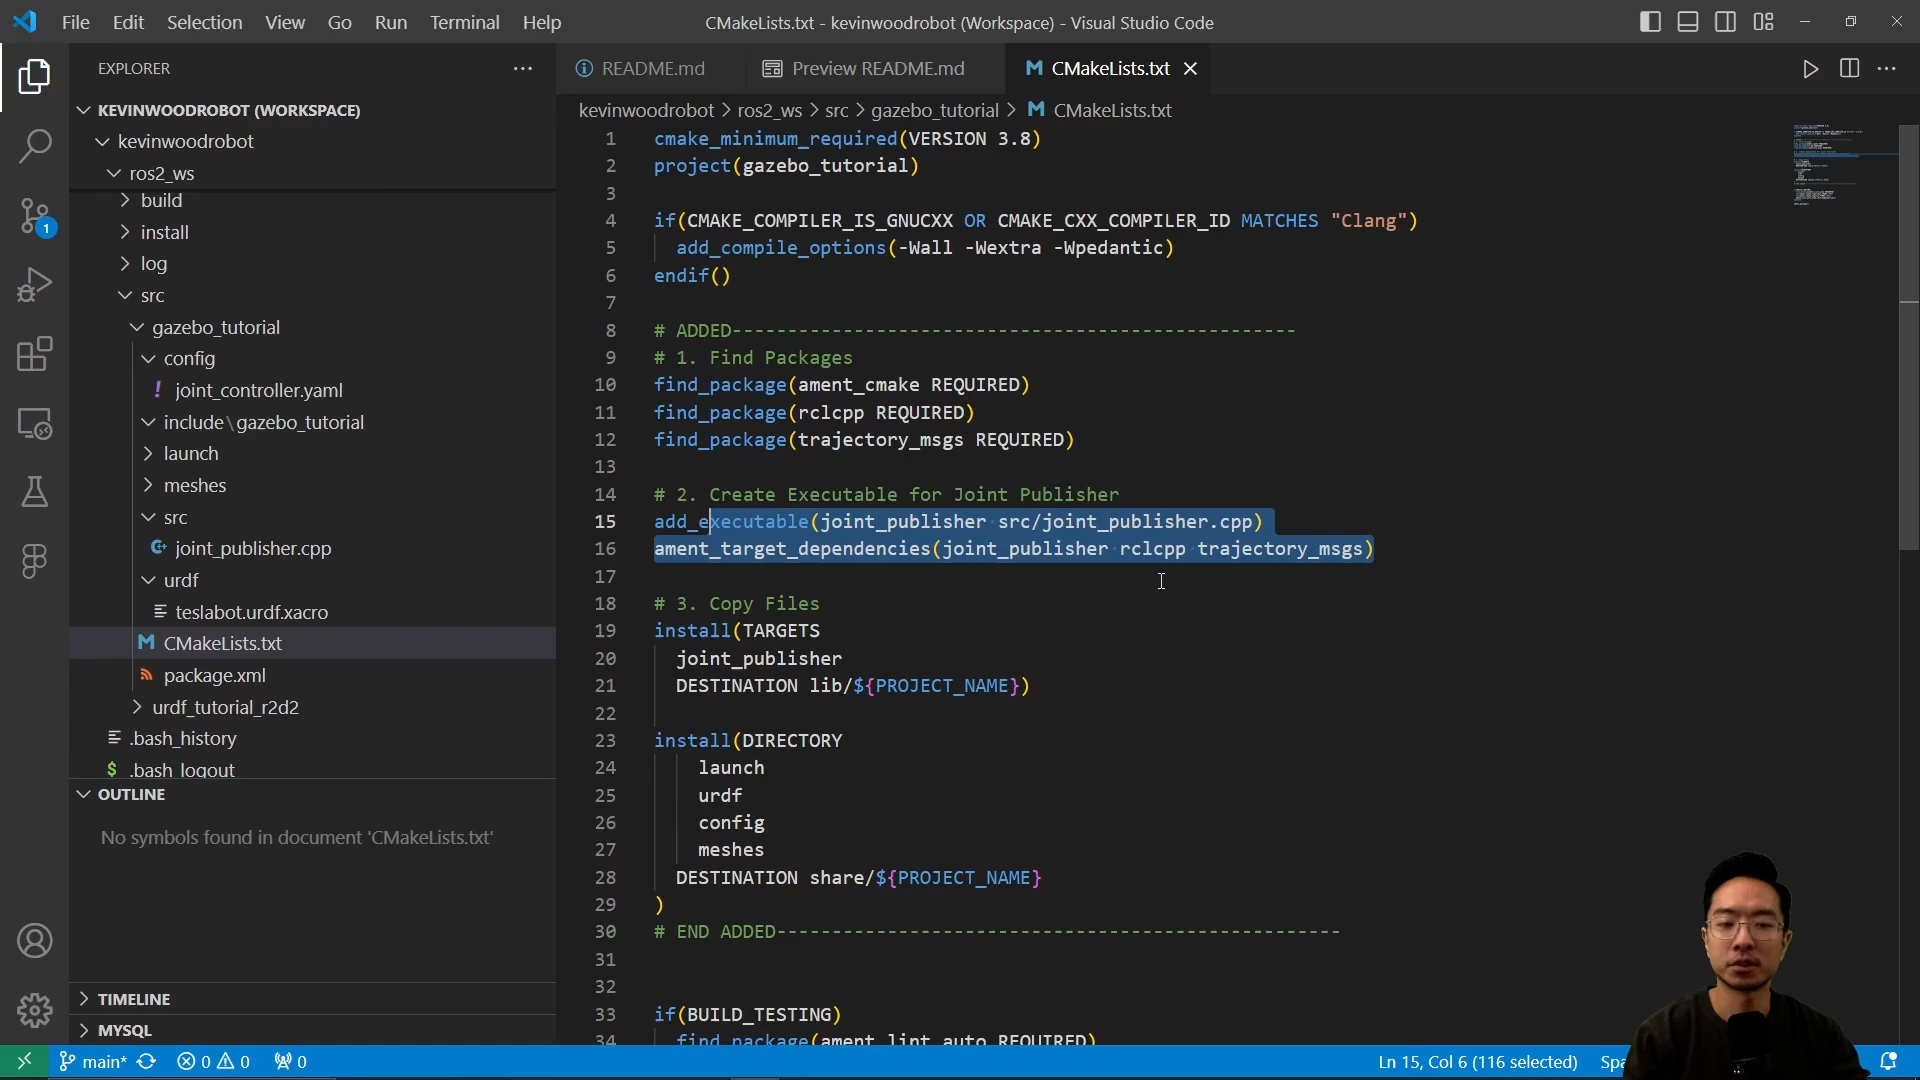 File Edit Selection View Go Run Terminal Help
CMakeLists.txt - kevinwoodrobot (Workspace) - Visual Studio Code
EXPLORER
KEVINWOODROBOT (WORKSPACE)
kevinwoodrobot
ros2_ws
build
install
log
src
gazebo_tutorial
config
! joint_controller.yaml
include\gazebo_tutorial
launch
meshes
src
joint_publisher.cpp
urdf
teslabot.urdf.xacro
M CMakeLists.txt
package.xml
urdf_tutorial_r2d2
.bash_history
$ .bash_logout
OUTLINE
No symbols found in document 'CMakeLists.txt'
TIMELINE
MYSQL
1
README.md Preview README.md M CMakeLists.txt
kevinwoodrobot > ros2_ws > src > gazebo_tutorial > M CMakeLists.txt
1 cmake_minimum_required(VERSION 3.8)
2 project(gazebo_tutorial)
3
4 if(CMAKE_COMPILER_IS_GNUCXX OR CMAKE_CXX_COMPILER_ID MATCHES "Clang")
5 add_compile_options(-Wall -Wextra -Wpedantic)
6 endif()
7
8 # ADDED---------------------------------------------------
9 # 1. Find Packages
10 find_package(ament_cmake REQUIRED)
11 find_package(rclcpp REQUIRED)
12 find_package(trajectory_msgs REQUIRED)
13
14 # 2. Create Executable for Joint Publisher
15 add_executable(joint_publisher src/joint_publisher.cpp)
16 ament_target_dependencies(joint_publisher rclcpp trajectory_msgs)
17
18 # 3. Copy Files
19 install(TARGETS
20 joint_publisher
21 DESTINATION lib/${PROJECT_NAME})
22
23 install(DIRECTORY
24 launch
25 urdf
26 config
27 meshes
28 DESTINATION share/${PROJECT_NAME}
29 )
30 # END ADDED---------------------------------------------------
31
32
33 if(BUILD_TESTING)
34 find_package(ament_lint_auto REQUIRED)
main* 0 0 0
Ln 15, Col 6 (116 selected)